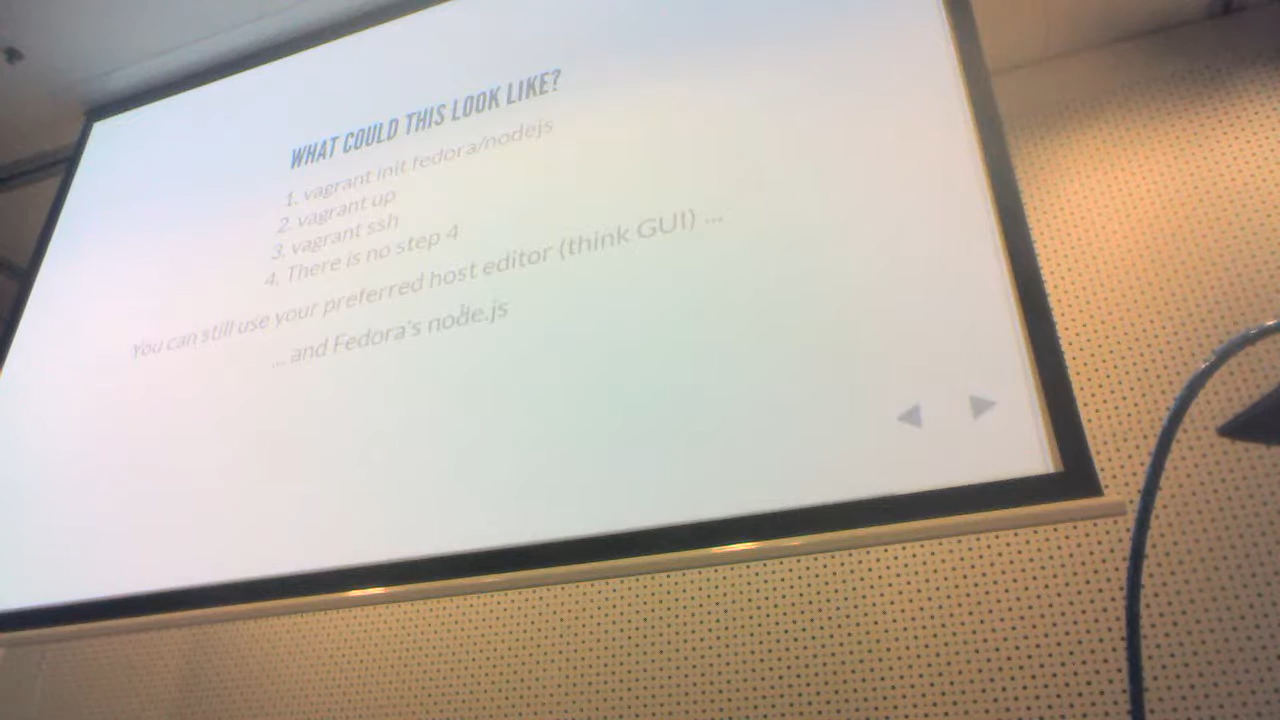 WHAT COULD THIS LOOK LIKE?
1. vagrant init fedora/nodejs
2. vagrant up
3. vagrant ssh
4. There is no step 4
You can still use your preferred host editor (think GUI) ...
... and Fedora's node.js